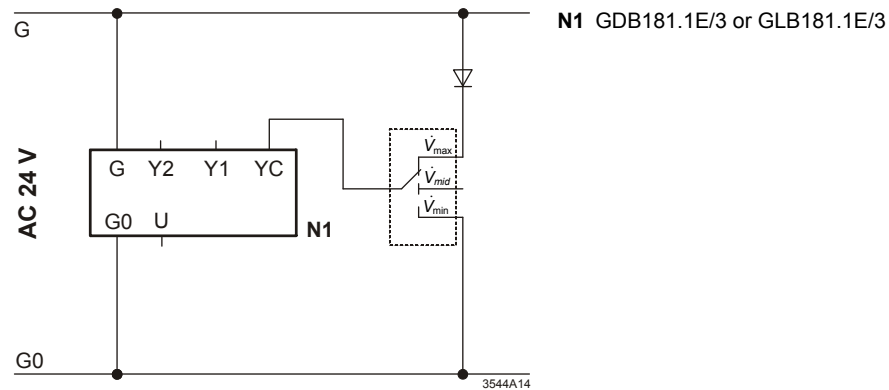 G
N1 GDB181.1E/3 or GLB181.1E/3
AC 24 V
V̇max
V̇mid
V̇min
G Y2 Y1 YC
G0 U
N1
G0
3544A14